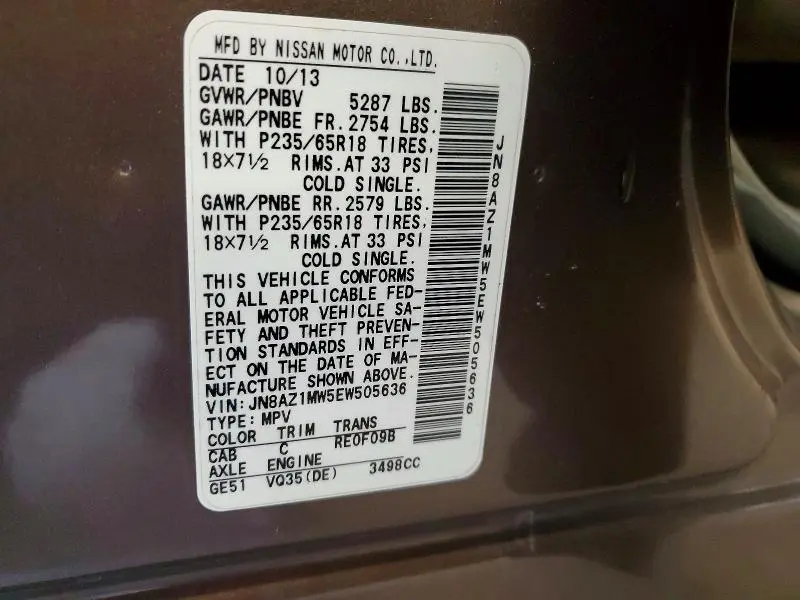 MFD BY NISSAN MOTOR CO.,LTD.
DATE 10/13
GVWR/PNBV 5287 LBS.
GAWR/PNBE FR. 2754 LBS.
WITH P235/65R18 TIRES,
18×7½ RIMS. AT 33 PSI
COLD SINGLE.
GAWR/PNBE RR. 2579 LBS.
WITH P235/65R18 TIRES,
18×7½ RIMS. AT 33 PSI
COLD SINGLE.
THIS VEHICLE CONFORMS
TO ALL APPLICABLE FED-
ERAL MOTOR VEHICLE SA-
FETY AND THEFT PREVEN-
TION STANDARDS IN EFF-
ECT ON THE DATE OF MA-
NUFACTURE SHOWN ABOVE.
VIN: JN8AZ1MW5EW505636
TYPE: MPV
COLOR TRIM TRANS
CAB C RE0F09B
AXLE ENGINE
GE51 VQ35(DE) 3498CC
JN8AZ1MW5EW505636